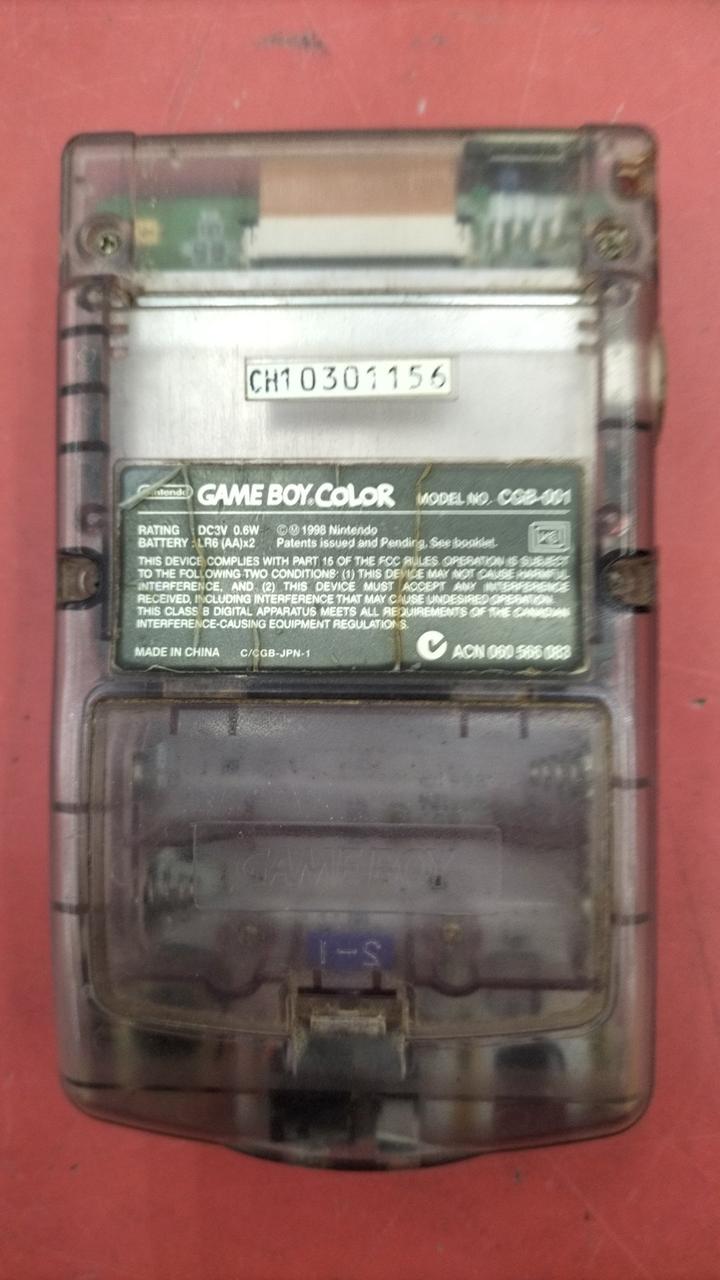 CH10301156
Nintendo GAME BOY COLOR MODEL NO. CGB-001
RATING DC3V 0.6W ©Ⓜ 1998 Nintendo
BATTERY LR6 (AA)x2 Patents issued and Pending. See booklet.
THIS DEVICE COMPLIES WITH PART 15 OF THE FCC RULES. OPERATION IS SUBJECT
TO THE FOLLOWING TWO CONDITIONS: (1) THIS DEVICE MAY NOT CAUSE HARMFUL
INTERFERENCE, AND (2) THIS DEVICE MUST ACCEPT ANY INTERFERENCE
RECEIVED, INCLUDING INTERFERENCE THAT MAY CAUSE UNDESIRED OPERATION.
THIS CLASS B DIGITAL APPARATUS MEETS ALL REQUIREMENTS OF THE CANADIAN
INTERFERENCE-CAUSING EQUIPMENT REGULATIONS.
MADE IN CHINA C/CGB-JPN-1 ACN 060 566 083
GAME BOY
2-1